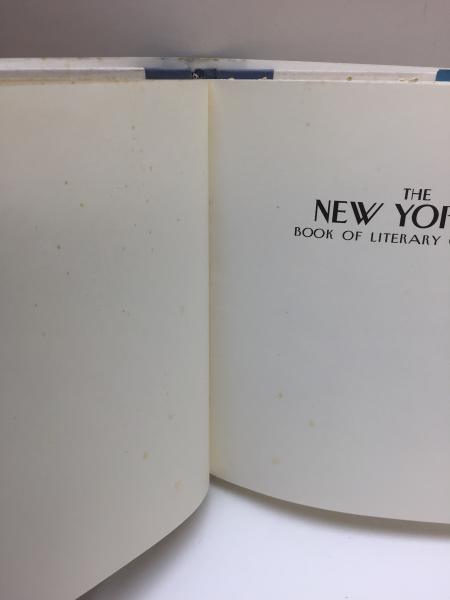 THE
NEW YOR
BOOK OF LITERARY